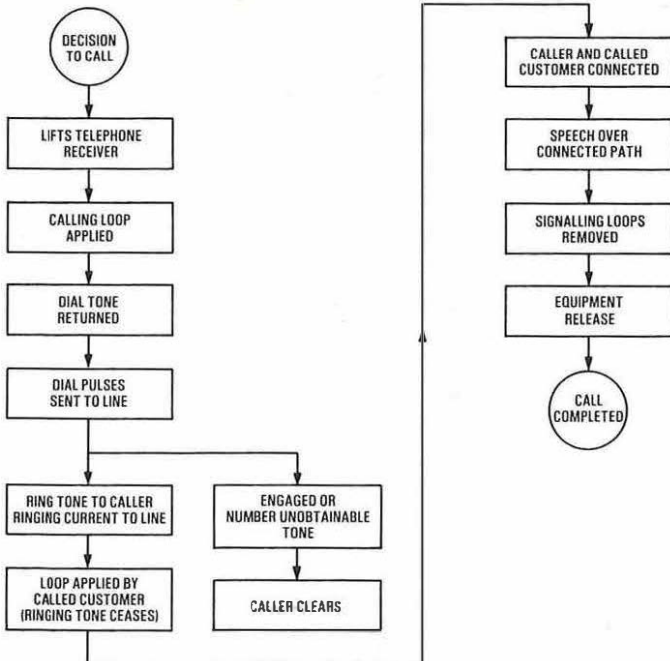 DECISION
TO CALL
LIFTS TELEPHONE
RECEIVER
CALLING LOOP
APPLIED
DIAL TONE
RETURNED
DIAL PULSES
SENT TO LINE
RING TONE TO CALLER
RINGING CURRENT TO LINE
LOOP APPLIED BY
CALLED CUSTOMER
(RINGING TONE CEASES)
ENGAGED OR
NUMBER UNOBTAINABLE
TONE
CALLER CLEARS
CALLER AND CALLED
CUSTOMER CONNECTED
SPEECH OVER
CONNECTED PATH
SIGNALLING LOOPS
REMOVED
EQUIPMENT
RELEASE
CALL
COMPLETED